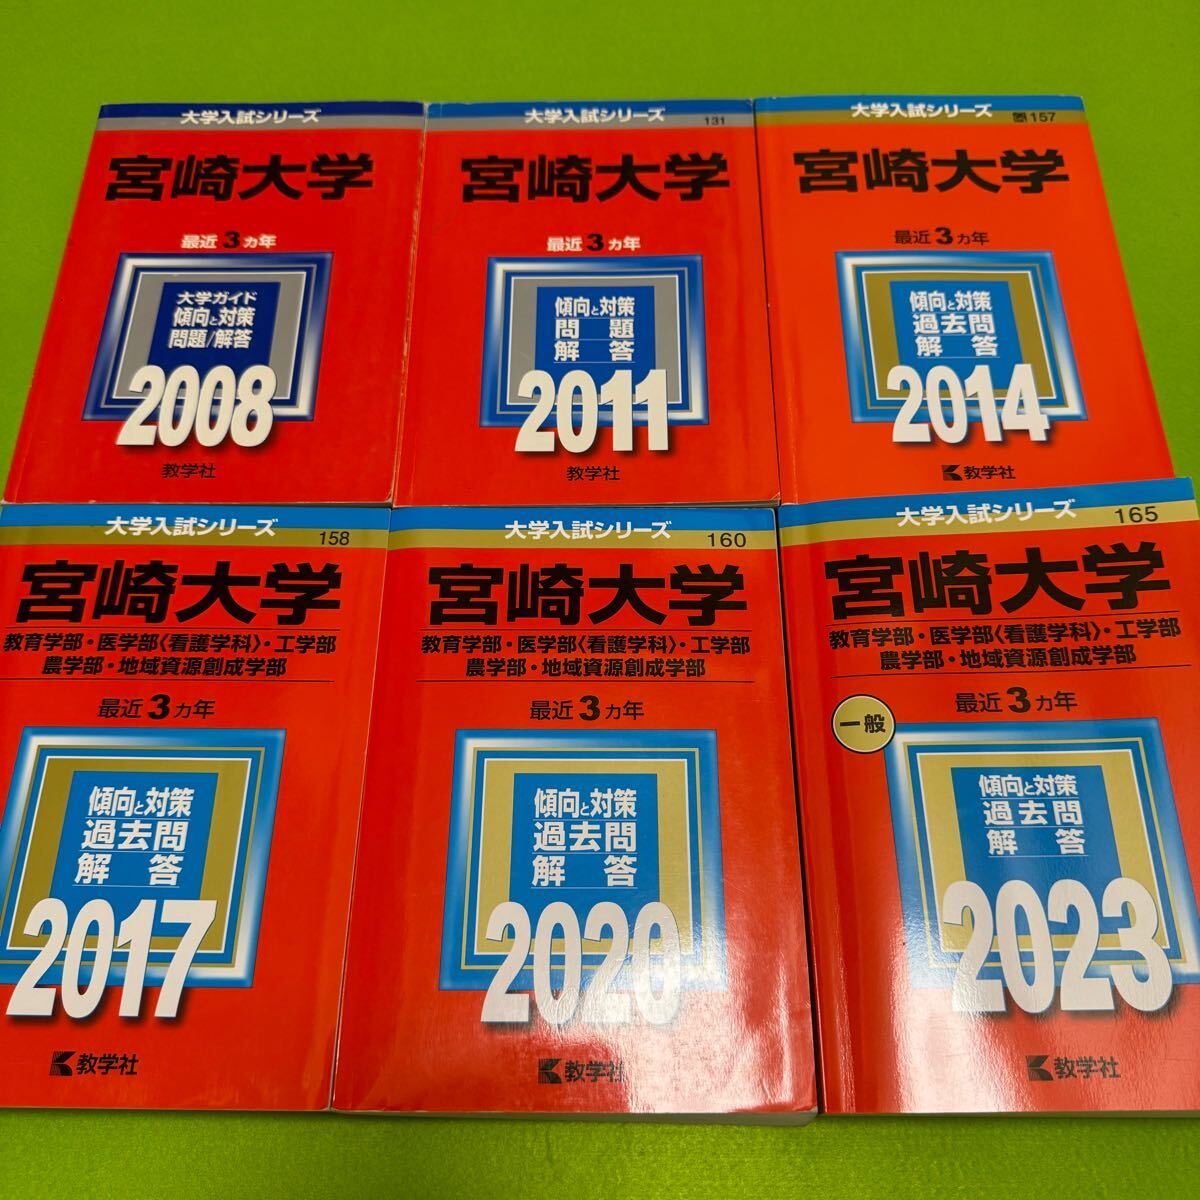 大学入試シリーズ
宮崎大学
最近3ヵ年
大学ガイド
傾向と対策
問題/解答
2008
教学社
大学入試シリーズ
131
宮崎大学
最近3ヵ年
傾向と対策
問題
解答
2011
教学社
大学入試シリーズ
157
宮崎大学
最近3ヵ年
傾向と対策
過去問
解答
2014
教学社
大学入試シリーズ
158
宮崎大学
教育学部・医学部〈看護学科〉・工学部
農学部・地域資源創成学部
最近3ヵ年
傾向と対策
過去問
解答
2017
教学社
大学入試シリーズ
160
宮崎大学
教育学部・医学部〈看護学科〉・工学部
農学部・地域資源創成学部
最近3ヵ年
傾向と対策
過去問
解答
2020
教学社
大学入試シリーズ
165
宮崎大学
教育学部・医学部〈看護学科〉・工学部
農学部・地域資源創成学部
最近3ヵ年
一般
傾向と対策
過去問
解答
2023
教学社